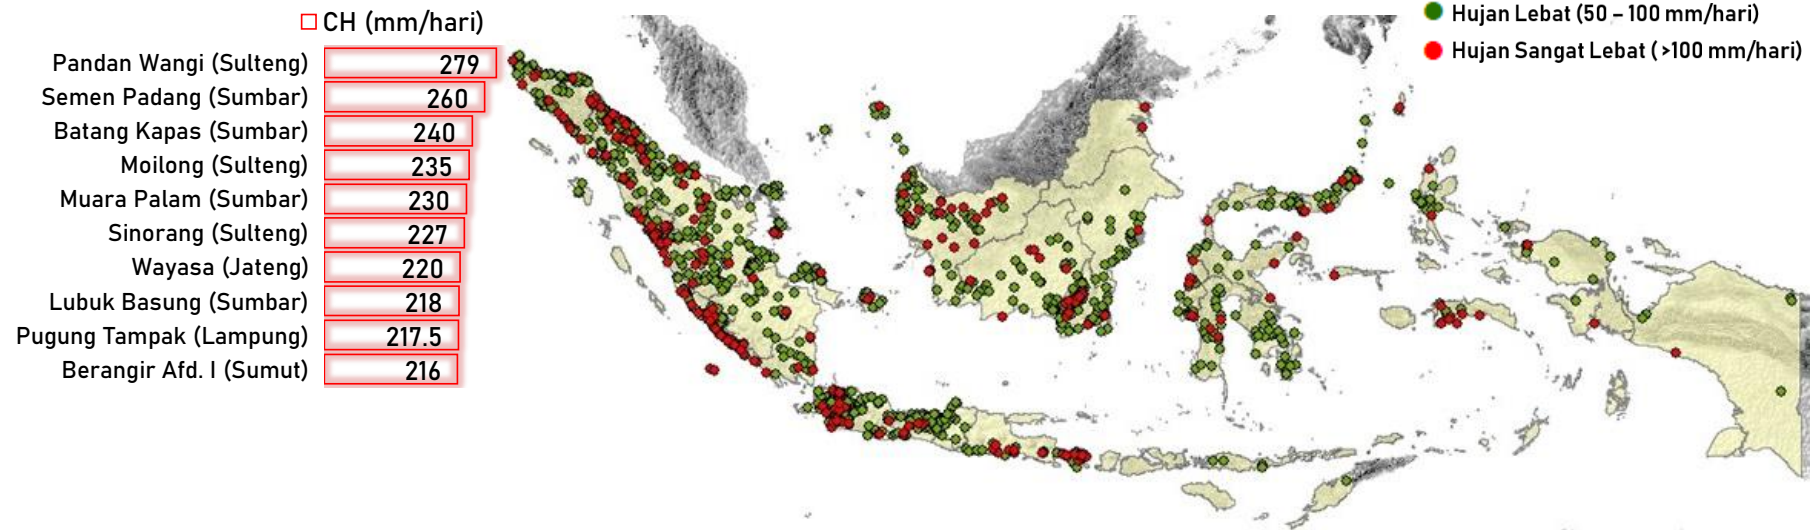 CH (mm/hari)
Pandan Wangi (Sulteng) 279
Semen Padang (Sumbar) 260
Batang Kapas (Sumbar) 240
Moilong (Sulteng) 235
Muara Palam (Sumbar) 230
Sinorang (Sulteng) 227
Wayasa (Jateng) 220
Lubuk Basung (Sumbar) 218
Pugung Tampak (Lampung) 217.5
Berangir Afd. I (Sumut) 216
Hujan Lebat (50 – 100 mm/hari)
Hujan Sangat Lebat (>100 mm/hari)